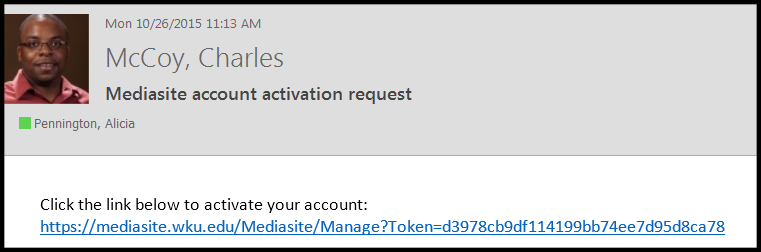 Mon 10/26/2015 11:13 AM
McCoy, Charles
Mediasite account activation request
Pennington, Alicia
Click the link below to activate your account:
https://mediasite.wku.edu/Mediasite/Manage?Token=d3978cb9df114199bb74ee7d95d8ca78